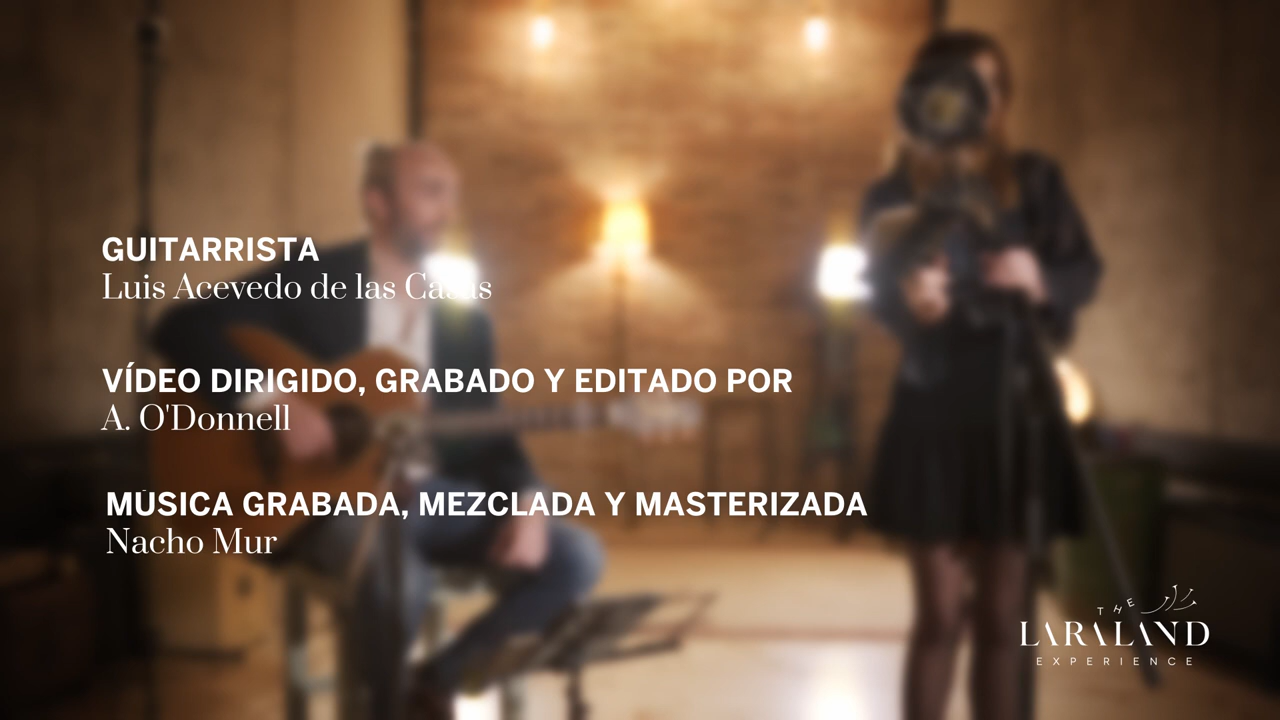 GUITARRISTA
Luis Acevedo de las Casas
VÍDEO DIRIGIDO, GRABADO Y EDITADO POR
A. O'Donnell
MÚSICA GRABADA, MEZCLADA Y MASTERIZADA
Nacho Mur
THE
LARALAND
EXPERIENCE